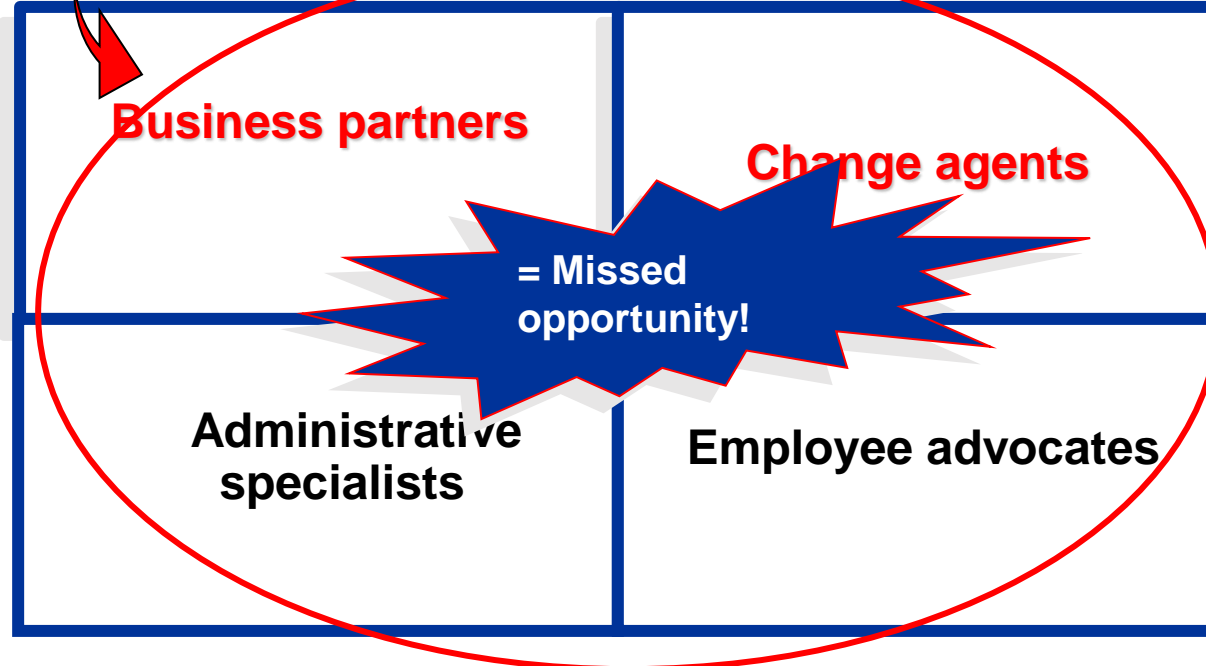 Business partners
Change agents
= Missed
opportunity!
Administrative
specialists
Employee advocates